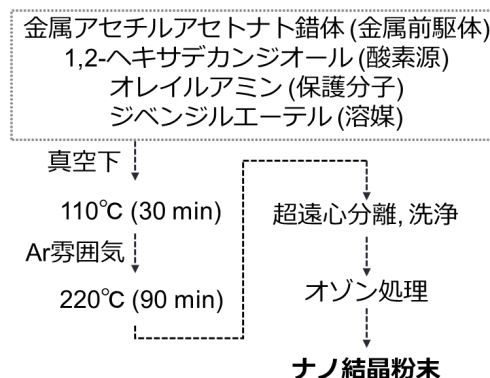 金属アセチルアセトナト錯体 (金属前駆体)
1,2-ヘキサデカンジオール (酸素源)
オレイルアミン (保護分子)
ジベンジルエーテル (溶媒)
真空下
110℃ (30 min)
Ar雰囲気
220℃ (90 min)
超遠心分離, 洗浄
オゾン処理
ナノ結晶粉末